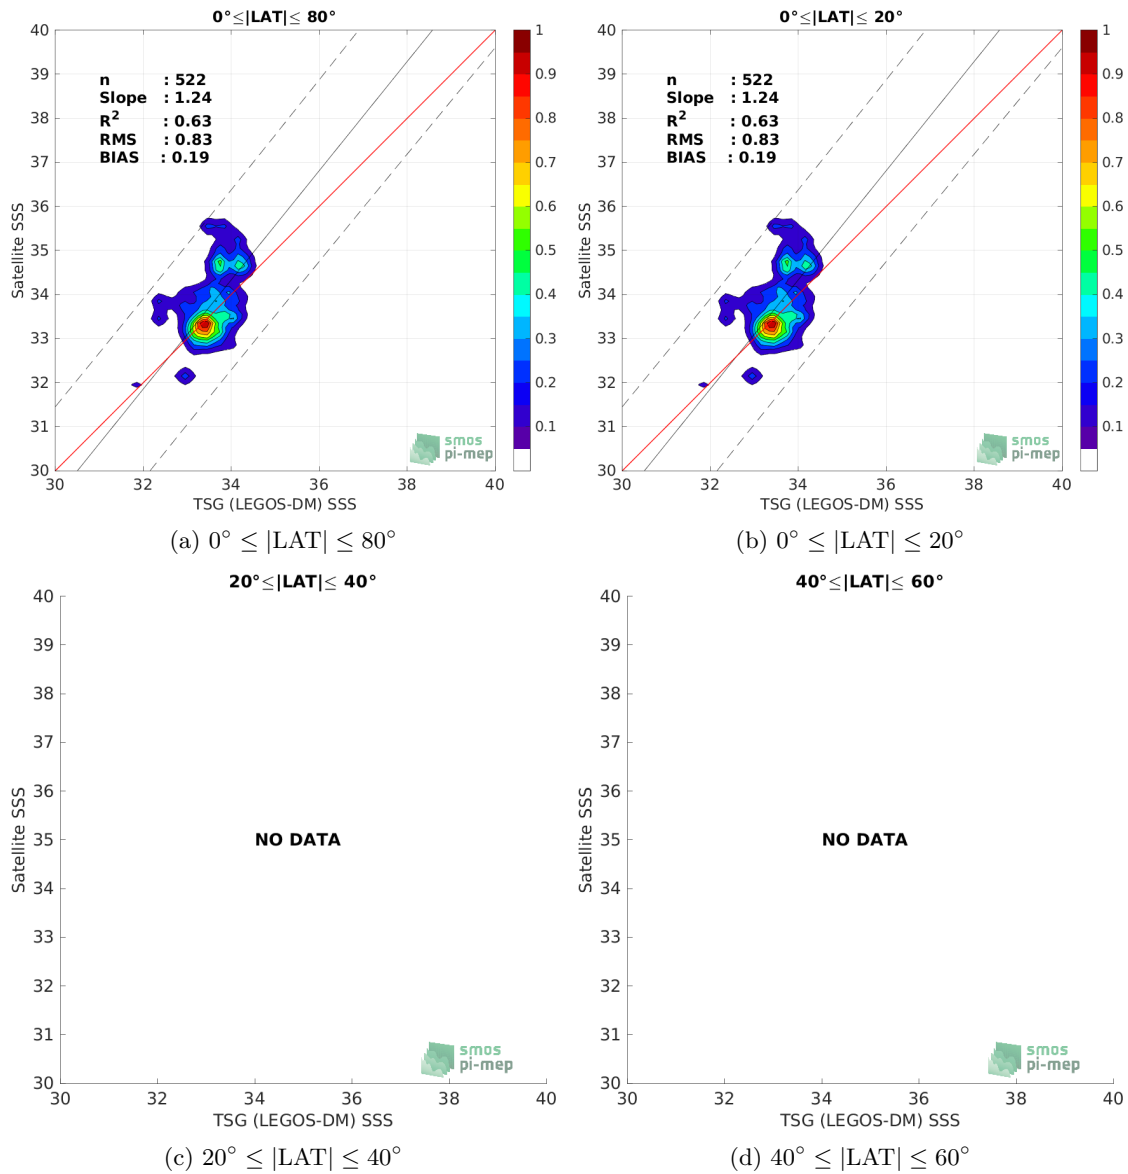 0°≤|LAT|≤ 80°
n : 522
Slope : 1.24
R² : 0.63
RMS : 0.83
BIAS : 0.19
40
39
38
37
36
35
34
33
32
31
30
Satellite SSS
30 32 34 36 38 40
TSG (LEGOS-DM) SSS
1
0.9
0.8
0.7
0.6
0.5
0.4
0.3
0.2
0.1
smos
pi-mep
(a) 0° ≤ |LAT| ≤ 80°
0°≤|LAT|≤ 20°
n : 522
Slope : 1.24
R² : 0.63
RMS : 0.83
BIAS : 0.19
40
39
38
37
36
35
34
33
32
31
30
Satellite SSS
30 32 34 36 38 40
TSG (LEGOS-DM) SSS
1
0.9
0.8
0.7
0.6
0.5
0.4
0.3
0.2
0.1
smos
pi-mep
(b) 0° ≤ |LAT| ≤ 20°
20°≤|LAT|≤ 40°
40
39
38
37
36
35
34
33
32
31
30
Satellite SSS
NO DATA
smos
pi-mep
30 32 34 36 38 40
TSG (LEGOS-DM) SSS
(c) 20° ≤ |LAT| ≤ 40°
40°≤|LAT|≤ 60°
40
39
38
37
36
35
34
33
32
31
30
Satellite SSS
NO DATA
smos
pi-mep
30 32 34 36 38 40
TSG (LEGOS-DM) SSS
(d) 40° ≤ |LAT| ≤ 60°